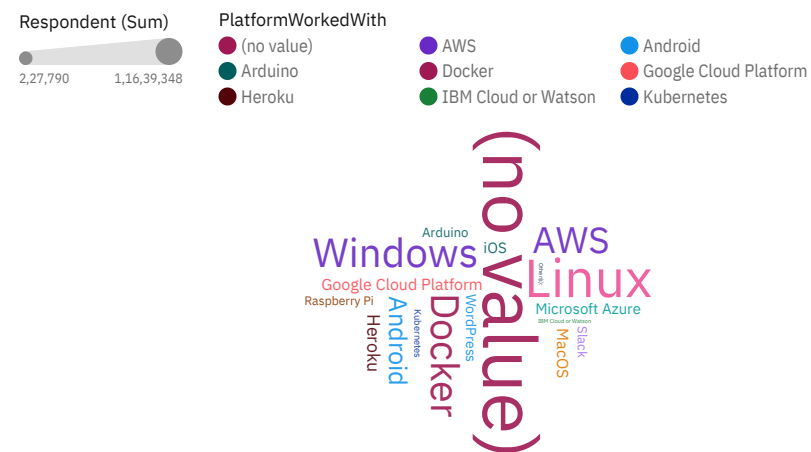 Respondent (Sum)
2,27,790 1,16,39,348
PlatformWorkedWith
(no value) AWS Android
Arduino Docker Google Cloud Platform
Heroku IBM Cloud or Watson Kubernetes
(no value)
Arduino
Windows
iOS
AWS
Linux
Google Cloud Platform
Raspberry Pi
Microsoft Azure
IBM Cloud or Watson
Heroku
Android
Kubernetes
Docker
WordPress
MacOS
Slack